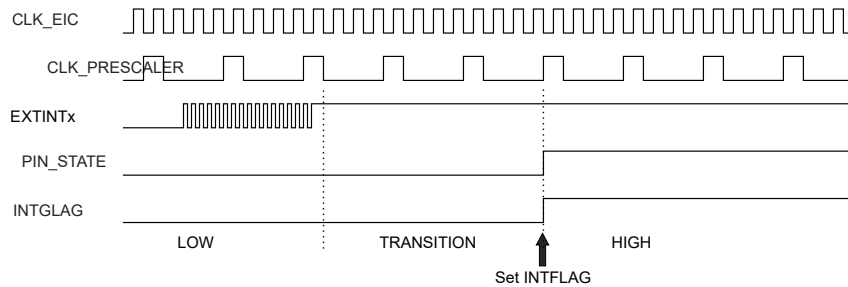 CLK_EIC
CLK_PRESCALER
EXTINTx
PIN_STATE
INTGLAG
LOW TRANSITION HIGH
Set INTFLAG